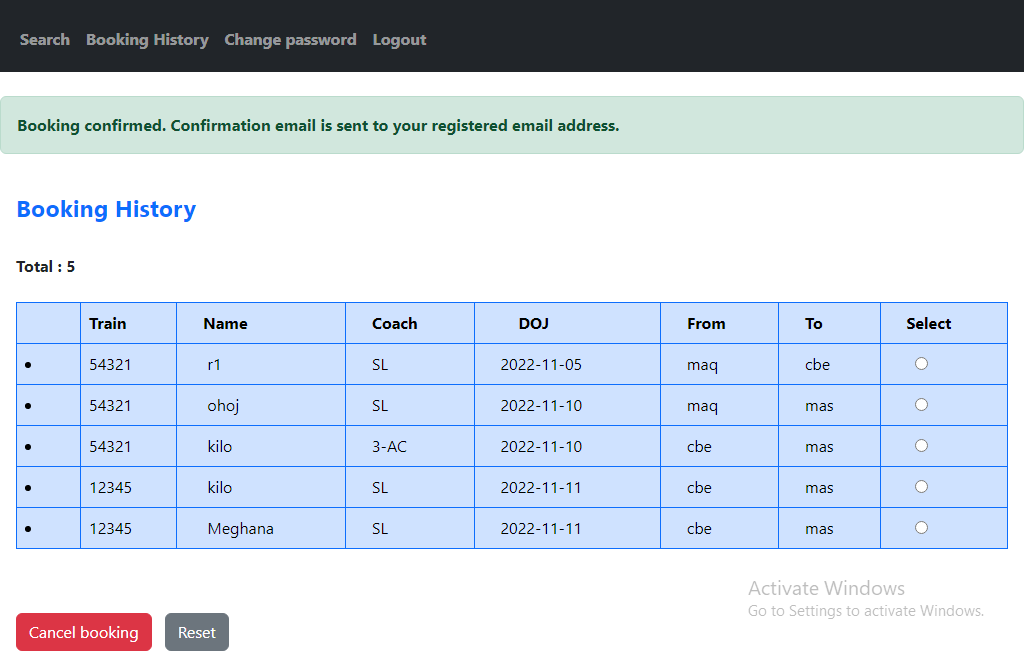 Search Booking History Change password Logout
Booking confirmed. Confirmation email is sent to your registered email address.
Booking History
Total : 5
Train Name Coach DOJ From To Select
54321 r1 SL 2022-11-05 maq cbe
54321 ohoj SL 2022-11-10 maq mas
54321 kilo 3-AC 2022-11-10 cbe mas
12345 kilo SL 2022-11-11 cbe mas
12345 Meghana SL 2022-11-11 cbe mas
Activate Windows
Go to Settings to activate Windows.
Cancel booking Reset